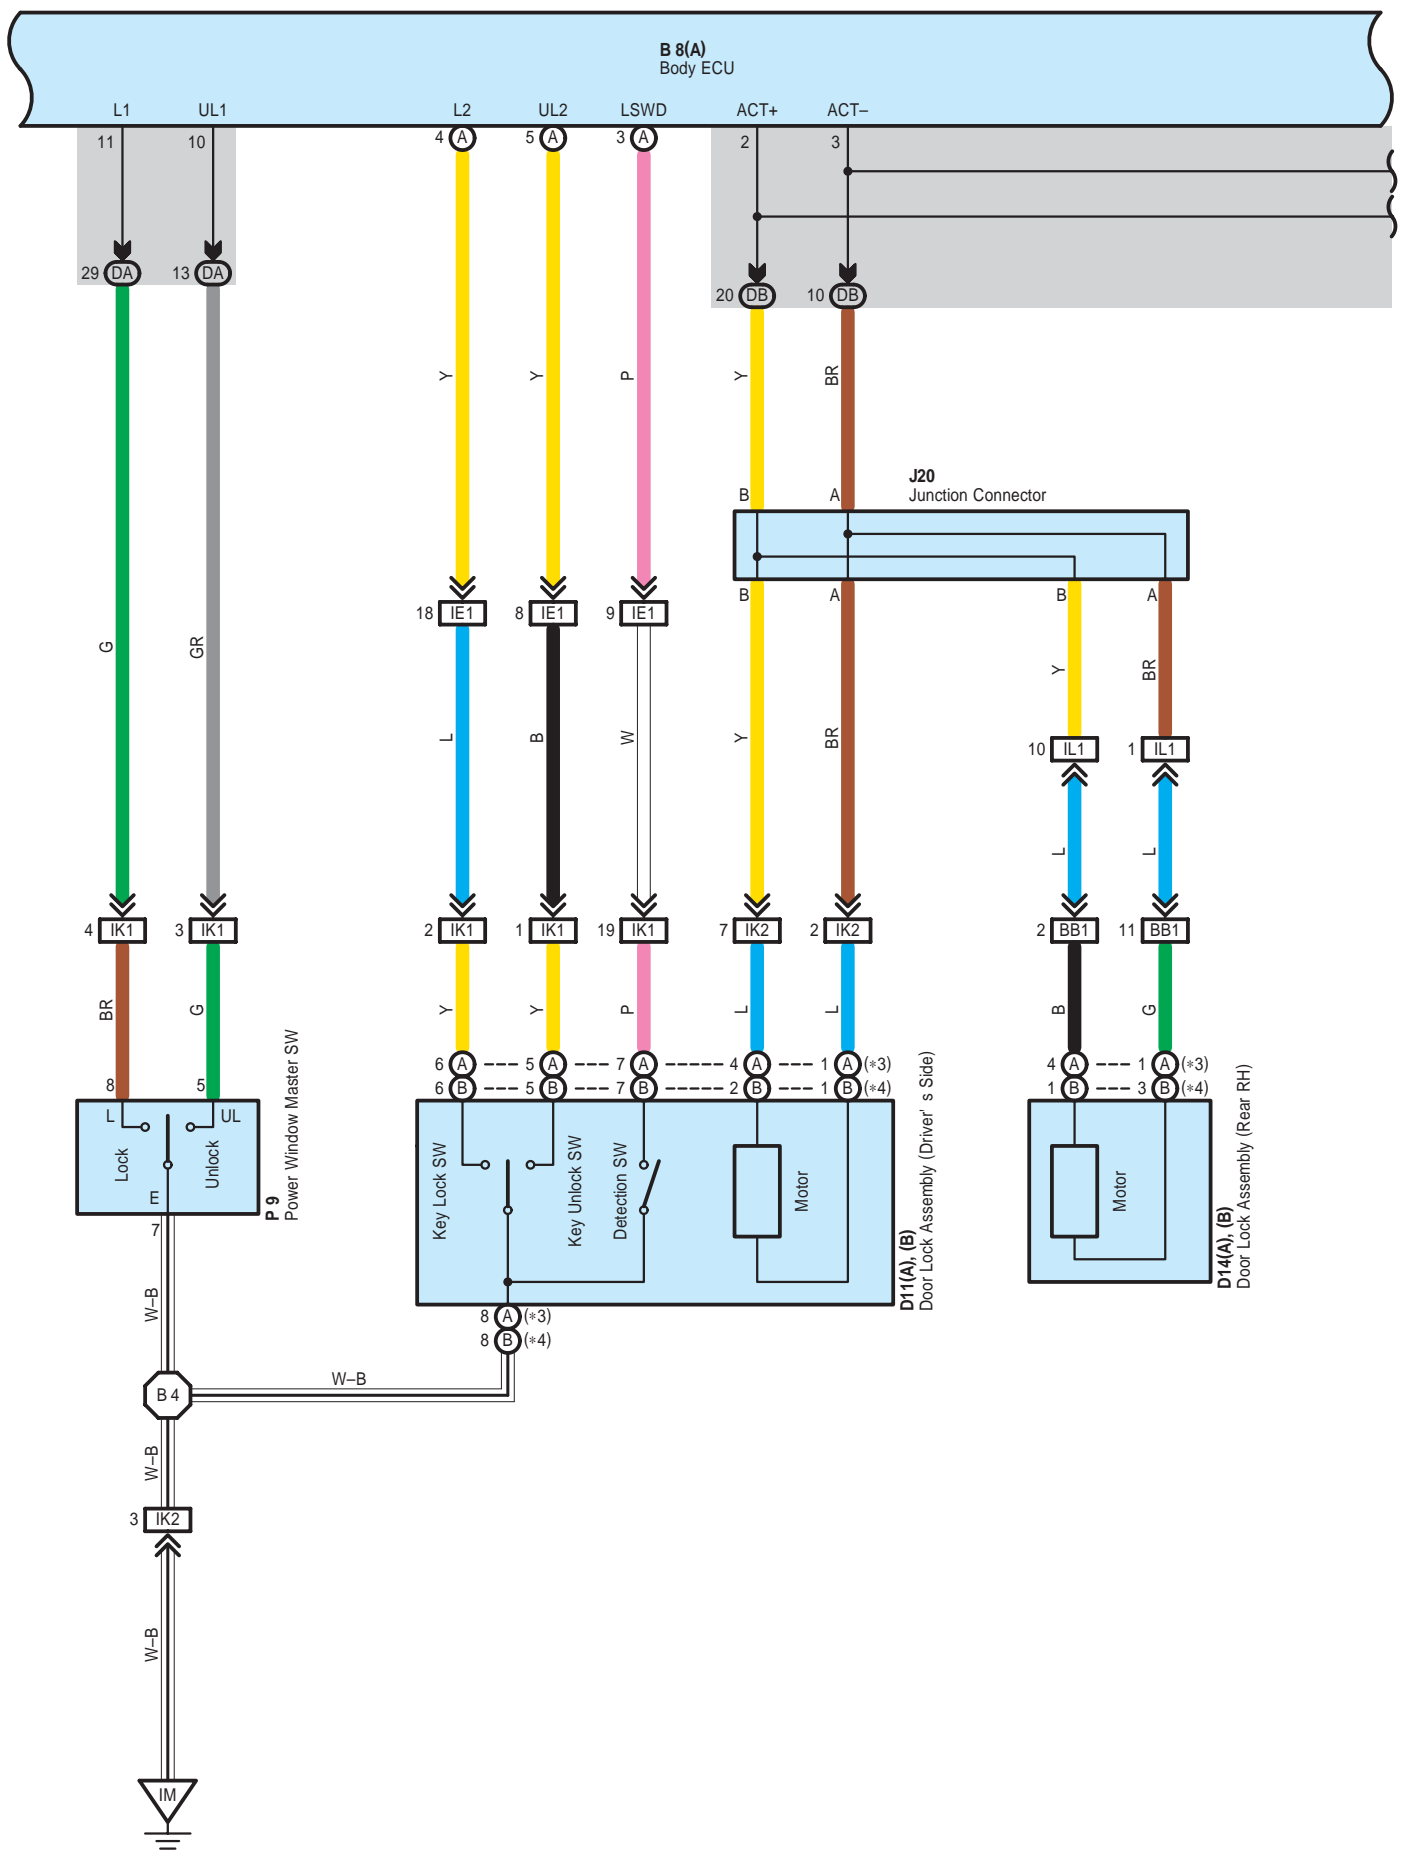 B 8(A)
Body ECU
L1 UL1 L2 UL2 LSWD ACT+ ACT–
11 10 4 A 5 A 3 A 2 3
29 DA 13 DA 20 DB 10 DB
Y Y P Y BR
J20
Junction Connector
B A
B A B A
18 IE1 8 IE1 9 IE1
G GR Y BR
L B W Y BR
10 IL1 1 IL1
L L
4 IK1 3 IK1 2 IK1 1 IK1 19 IK1 7 IK2 2 IK2 2 BB1 11 BB1
BR G Y Y P L L B G
6 A 5 A 7 A 4 A 1 A (*3) 4 A 1 A (*3)
6 B 5 B 7 B 2 B 1 B (*4) 1 B 3 B (*4)
8 5
L UL
Lock Unlock
E
7
P 9
Power Window Master SW
Key Lock SW
Key Unlock SW
Detection SW
Motor
D11(A), (B)
Door Lock Assembly (Driver' s Side)
Motor
D14(A), (B)
Door Lock Assembly (Rear RH)
8 A (*3)
8 B (*4)
W–B
W–B
B 4
W–B
3 IK2
W–B
IM